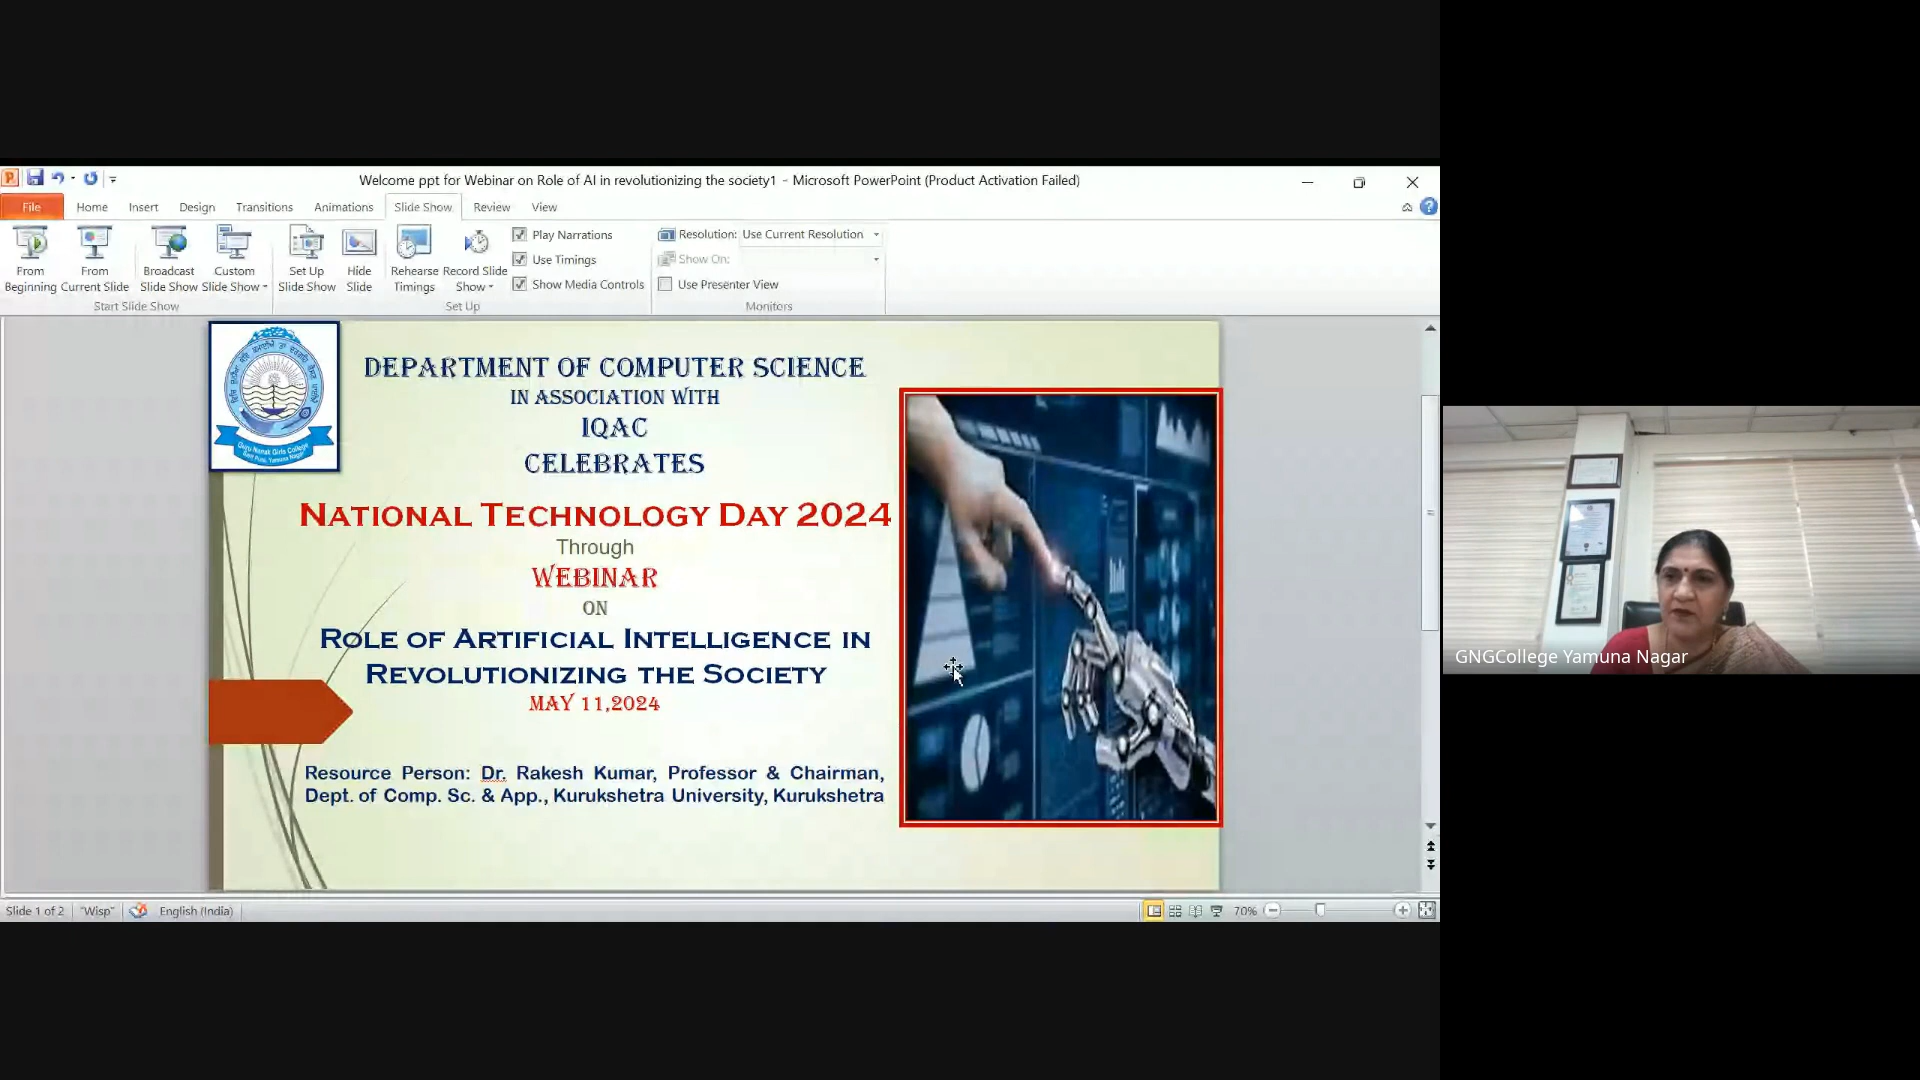 Welcome ppt for Webinar on Role of AI in revolutionizing the society1 - Microsoft PowerPoint (Product Activation Failed)
File Home Insert Design Transitions Animations Slide Show Review View
From Beginning
From Current Slide
Broadcast Slide Show
Custom Slide Show
Set Up Slide Show
Hide Slide
Rehearse Timings
Record Slide Show
Play Narrations
Use Timings
Show Media Controls
Resolution: Use Current Resolution
Show On:
Use Presenter View
Start Slide Show
Set Up
Monitors
Guru Nanak Girls College
Yamuna Nagar
DEPARTMENT OF COMPUTER SCIENCE
IN ASSOCIATION WITH
IQAC
CELEBRATES
NATIONAL TECHNOLOGY DAY 2024
Through
WEBINAR
ON
ROLE OF ARTIFICIAL INTELLIGENCE IN
REVOLUTIONIZING THE SOCIETY
MAY 11,2024
Resource Person: Dr. Rakesh Kumar, Professor & Chairman,
Dept. of Comp. Sc. & App., Kurukshetra University, Kurukshetra
GNGCollege Yamuna Nagar
Slide 1 of 2
"Wisp"
English (India)
70%